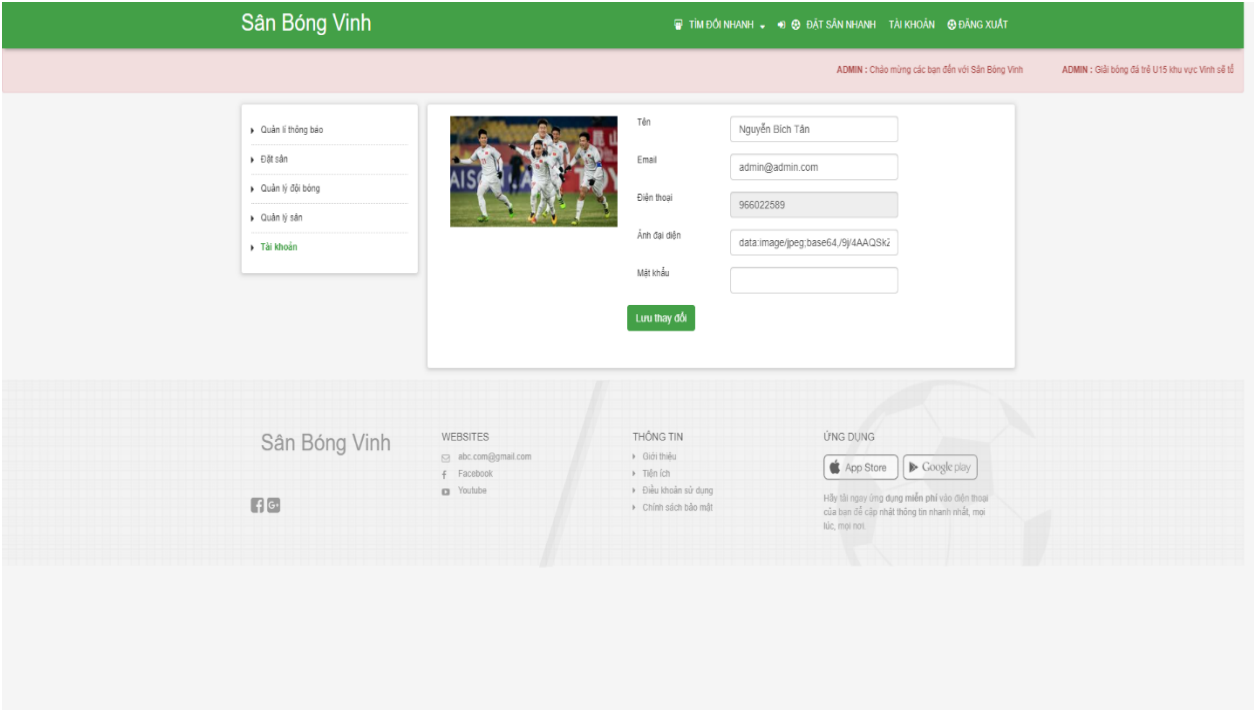 Sân Bóng Vinh
TÌM ĐỐI NHANH
ĐẶT SÂN NHANH
TÀI KHOẢN
ĐĂNG XUẤT
ADMIN : Chào mừng các bạn đến với Sân Bóng Vinh
ADMIN : Giải bóng đá trẻ U15 khu vực Vinh sẽ tổ
Quản lí thông báo
Đặt sân
Quản lý đội bóng
Quản lý sân
Tài khoản
Tên
Nguyễn Bích Tân
Email
admin@admin.com
Điện thoại
966022589
Ảnh đại diện
data:image/jpeg;base64,/9j/4AAQSkZ
Mật khẩu
Lưu thay đổi
Sân Bóng Vinh
WEBSITES
abc.com@gmail.com
Facebook
Youtube
THÔNG TIN
Giới thiệu
Tiện ích
Điều khoản sử dụng
Chính sách bảo mật
ỨNG DỤNG
App Store
Google play
Hãy tải ngay ứng dụng miễn phí vào điện thoại
của bạn để cập nhật thông tin nhanh nhất, mọi
lúc, mọi nơi.